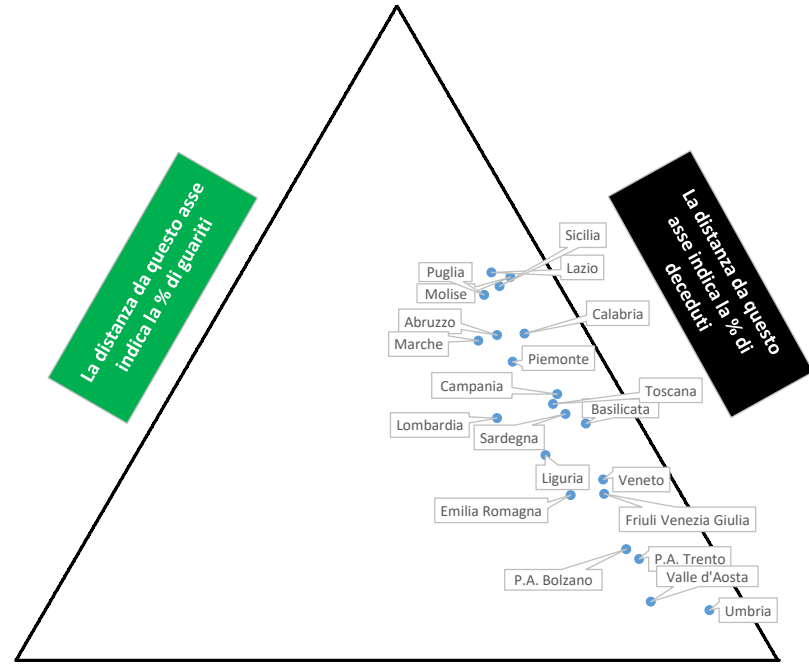 La distanza da questo asse
indica la % di guariti
La distanza da questo
asse indica la % di
deceduti
Sicilia
Puglia
Lazio
Molise
Abruzzo
Calabria
Marche
Piemonte
Campania
Toscana
Lombardia
Basilicata
Sardegna
Liguria
Veneto
Emilia Romagna
Friuli Venezia Giulia
P.A. Bolzano
P.A. Trento
Valle d'Aosta
Umbria